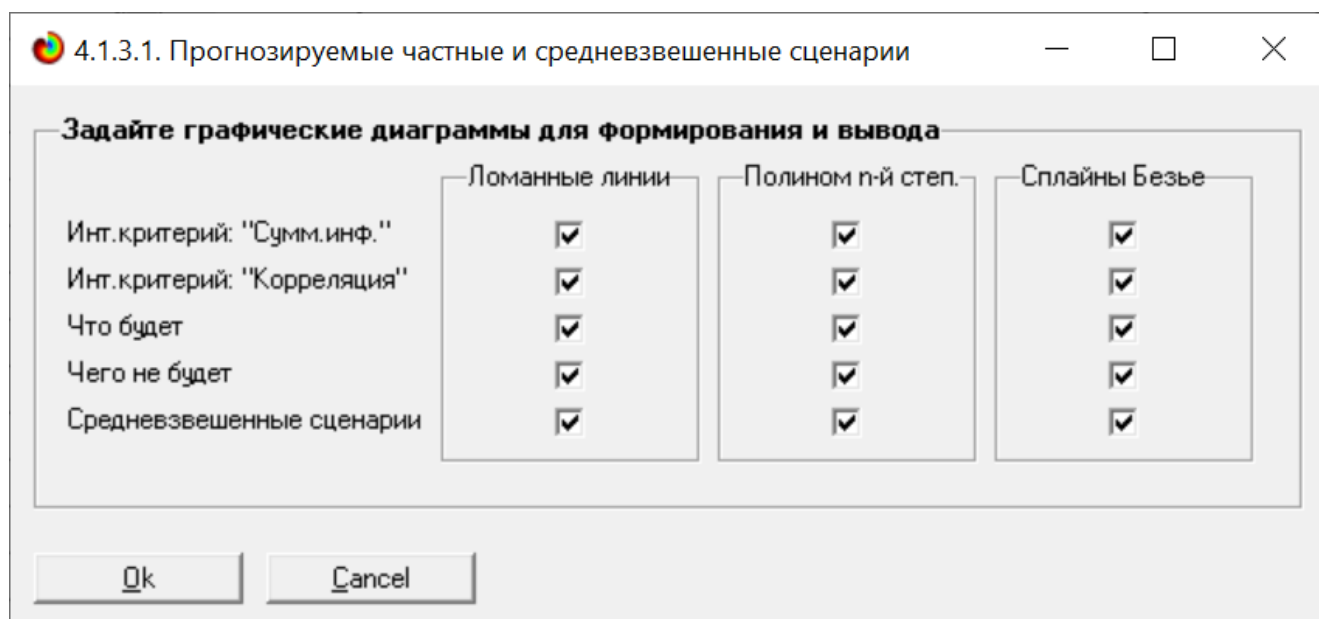 4.1.3.1. Прогнозируемые частные и средневзвешенные сценарии
Задайте графические диаграммы для формирования и вывода
Ломанные линии Полином n-й степ. Сплайны Безье
Инт.критерий: "Сумм.инф."
Инт.критерий: "Корреляция"
Что будет
Чего не будет
Средневзвешенные сценарии
Ok Cancel